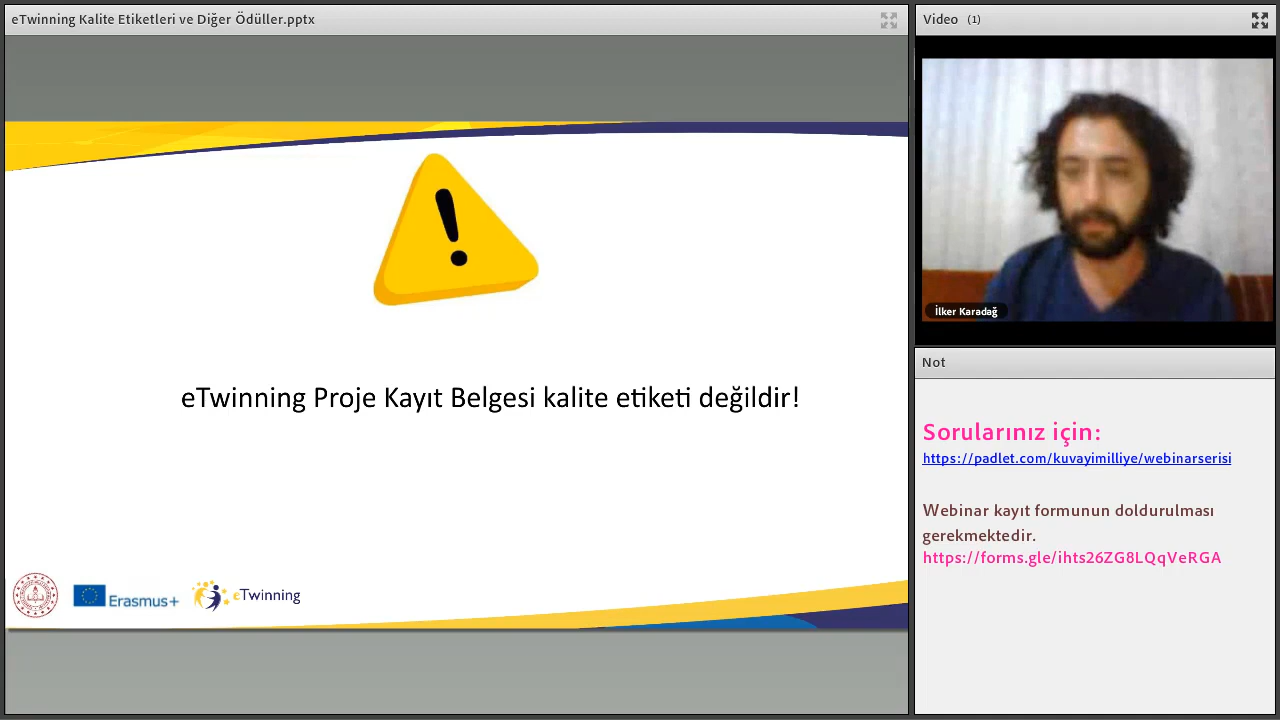 eTwinning Kalite Etiketleri ve Diğer Ödüller.pptx
eTwinning Proje Kayıt Belgesi kalite etiketi değildir!
Erasmus+
eTwinning
Video (1)
İlker Karadağ
Not
Sorularınız için:
https://padlet.com/kuvayimilliye/webinarserisi
Webinar kayıt formunun doldurulması
gerekmektedir.
https://forms.gle/ihts26ZG8LQqVeRGA